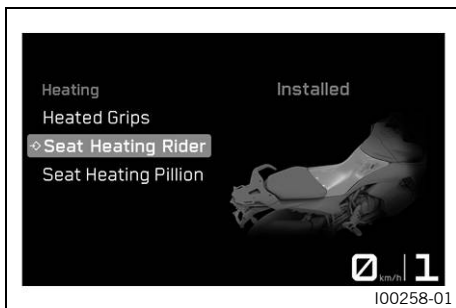 Heating
Installed
Heated Grips
Seat Heating Rider
Seat Heating Pillion
0 km/h 1
I00258-01